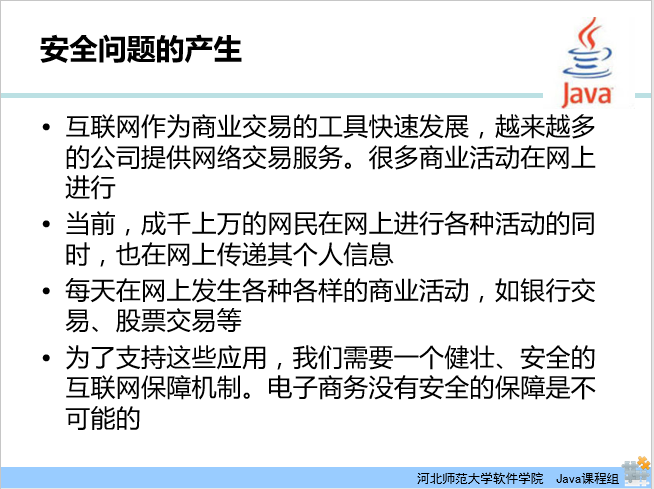 安全问题的产生
Java
• 互联网作为商业交易的工具快速发展，越来越多
的公司提供网络交易服务。很多商业活动在网上
进行
• 当前，成千上万的网民在网上进行各种活动的同
时，也在网上传递其个人信息
• 每天在网上发生各种各样的商业活动，如银行交
易、股票交易等
• 为了支持这些应用，我们需要一个健壮、安全的
互联网保障机制。电子商务没有安全的保障是不
可能的
河北师范大学软件学院 Java课程组